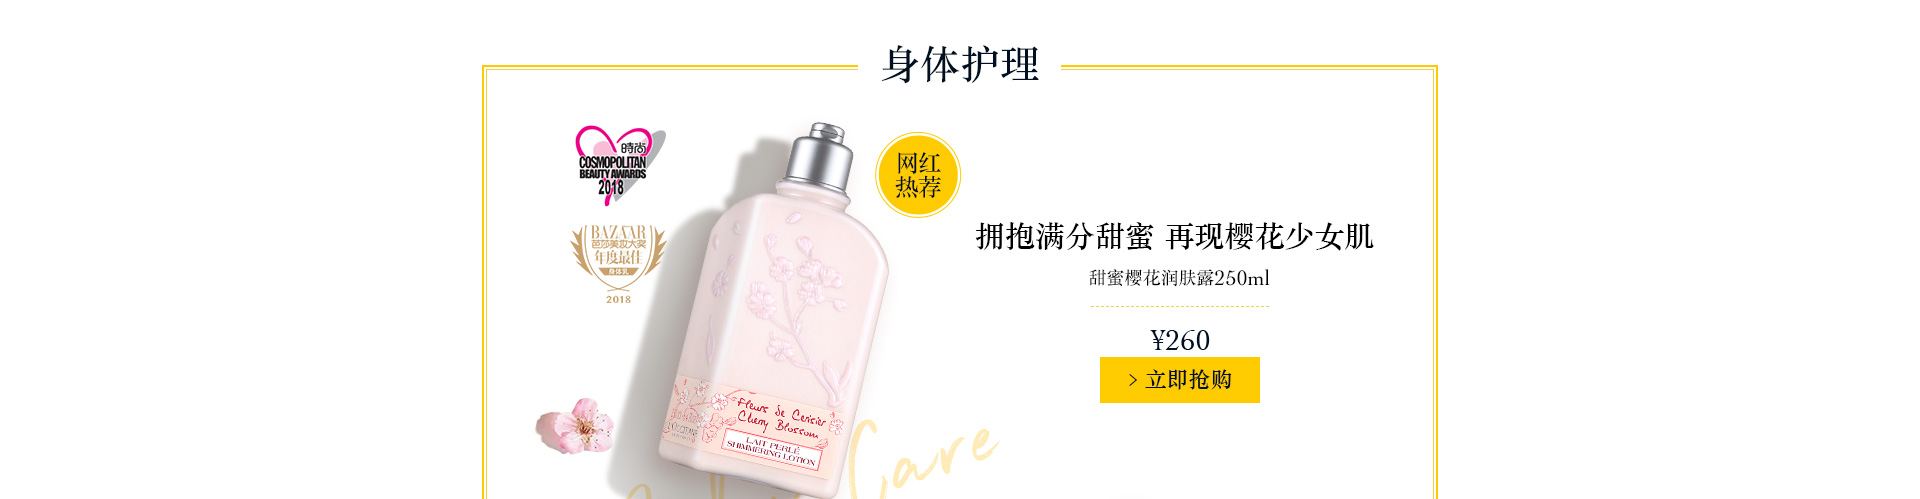 身体护理
時尚
COSMOPOLITAN
BEAUTY AWARDS
2018
BAZAAR
芭莎美妆大奖
年度最佳
身体乳
2018
网红
热荐
拥抱满分甜蜜 再现樱花少女肌
甜蜜樱花润肤露250ml
¥260
> 立即抢购
Fleurs de Cerisier
Cherry Blossom
L'OCCITANE
LAIT PERLÉ
SHIMMERING LOTION
Care